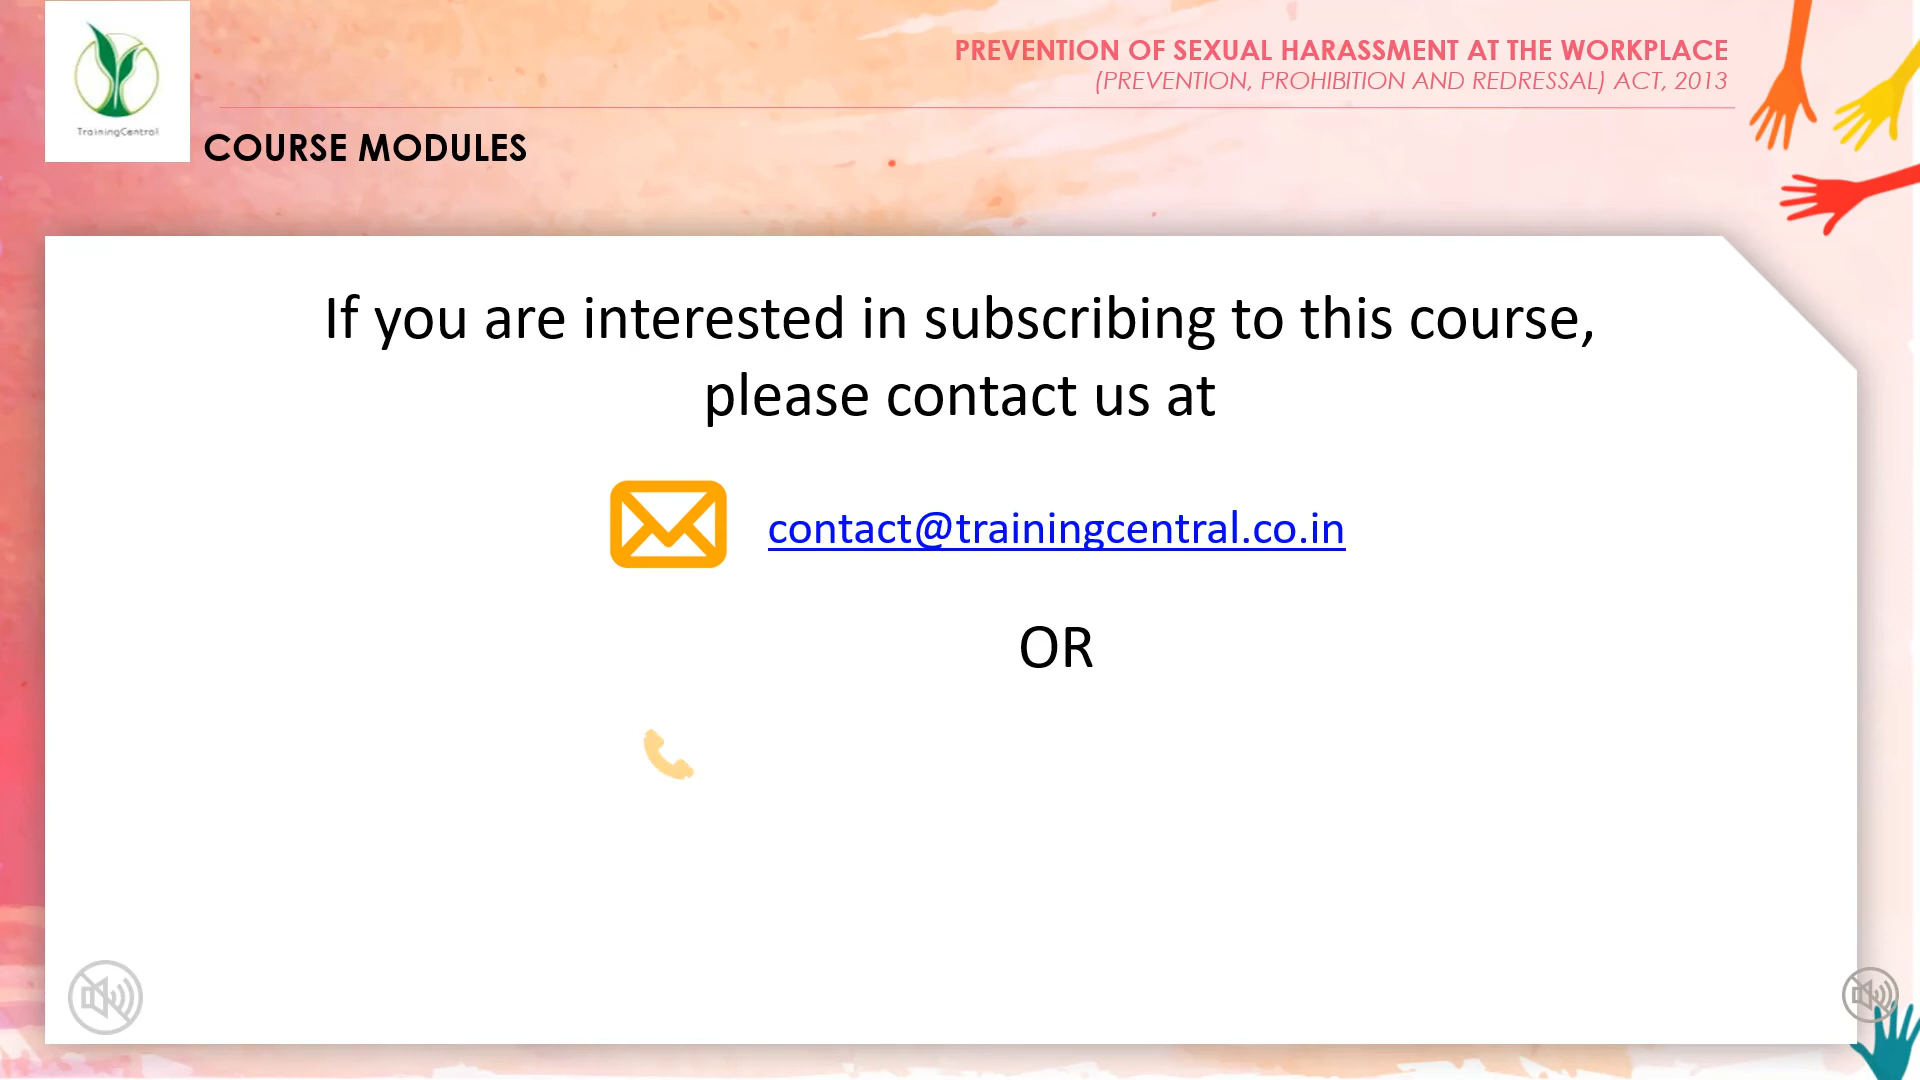 TrainingCentral
PREVENTION OF SEXUAL HARASSMENT AT THE WORKPLACE
(PREVENTION, PROHIBITION AND REDRESSAL) ACT, 2013
COURSE MODULES
If you are interested in subscribing to this course,
please contact us at
contact@trainingcentral.co.in
OR